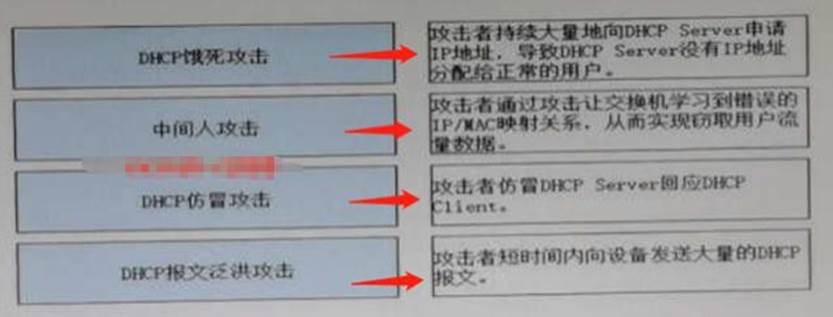 DHCP饿死攻击
攻击者持续大量地向DHCP Server申请
IP地址，导致DHCP Server没有IP地址
分配给正常的用户。
中间人攻击
攻击者通过攻击让交换机学习到错误的
IP/MAC映射关系，从而实现窃取用户流
量数据。
DHCP仿冒攻击
攻击者仿冒DHCP Server回应DHCP
Client。
DHCP报文泛洪攻击
攻击者短时间内向设备发送大量的DHCP
报文。